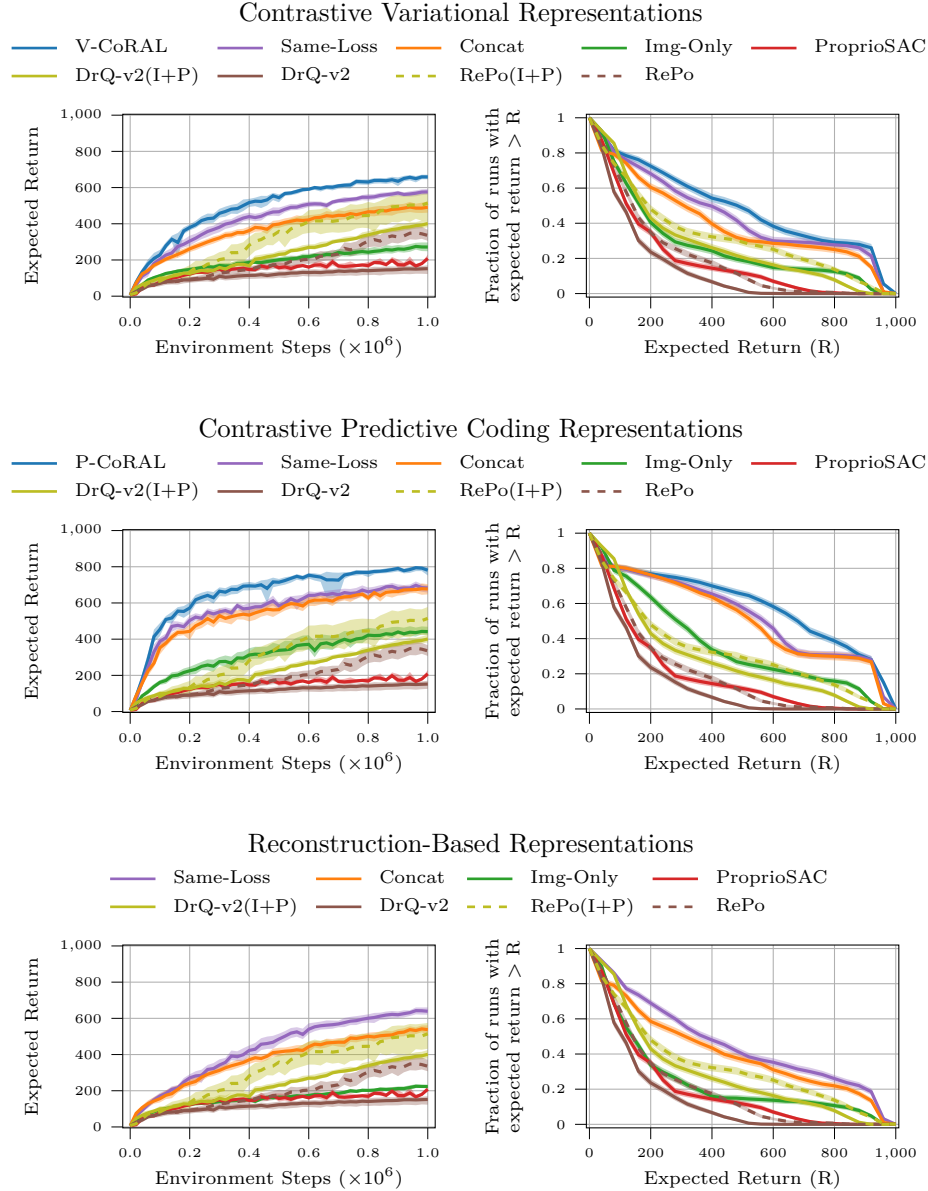 Contrastive Variational Representations
V-CoRAL Same-Loss Concat Img-Only ProprioSAC
DrQ-v2(I+P) DrQ-v2 RePo(I+P) RePo
Expected Return
1,000
800
600
400
200
0
0.0 0.2 0.4 0.6 0.8 1.0
Environment Steps (×10⁶)
Fraction of runs with
expected return > R
1
0.8
0.6
0.4
0.2
0
0 200 400 600 800 1,000
Expected Return (R)
Contrastive Predictive Coding Representations
P-CoRAL Same-Loss Concat Img-Only ProprioSAC
DrQ-v2(I+P) DrQ-v2 RePo(I+P) RePo
Expected Return
1,000
800
600
400
200
0
0.0 0.2 0.4 0.6 0.8 1.0
Environment Steps (×10⁶)
Fraction of runs with
expected return > R
1
0.8
0.6
0.4
0.2
0
0 200 400 600 800 1,000
Expected Return (R)
Reconstruction-Based Representations
Same-Loss Concat Img-Only ProprioSAC
DrQ-v2(I+P) DrQ-v2 RePo(I+P) RePo
Expected Return
1,000
800
600
400
200
0
0.0 0.2 0.4 0.6 0.8 1.0
Environment Steps (×10⁶)
Fraction of runs with
expected return > R
1
0.8
0.6
0.4
0.2
0
0 200 400 600 800 1,000
Expected Return (R)